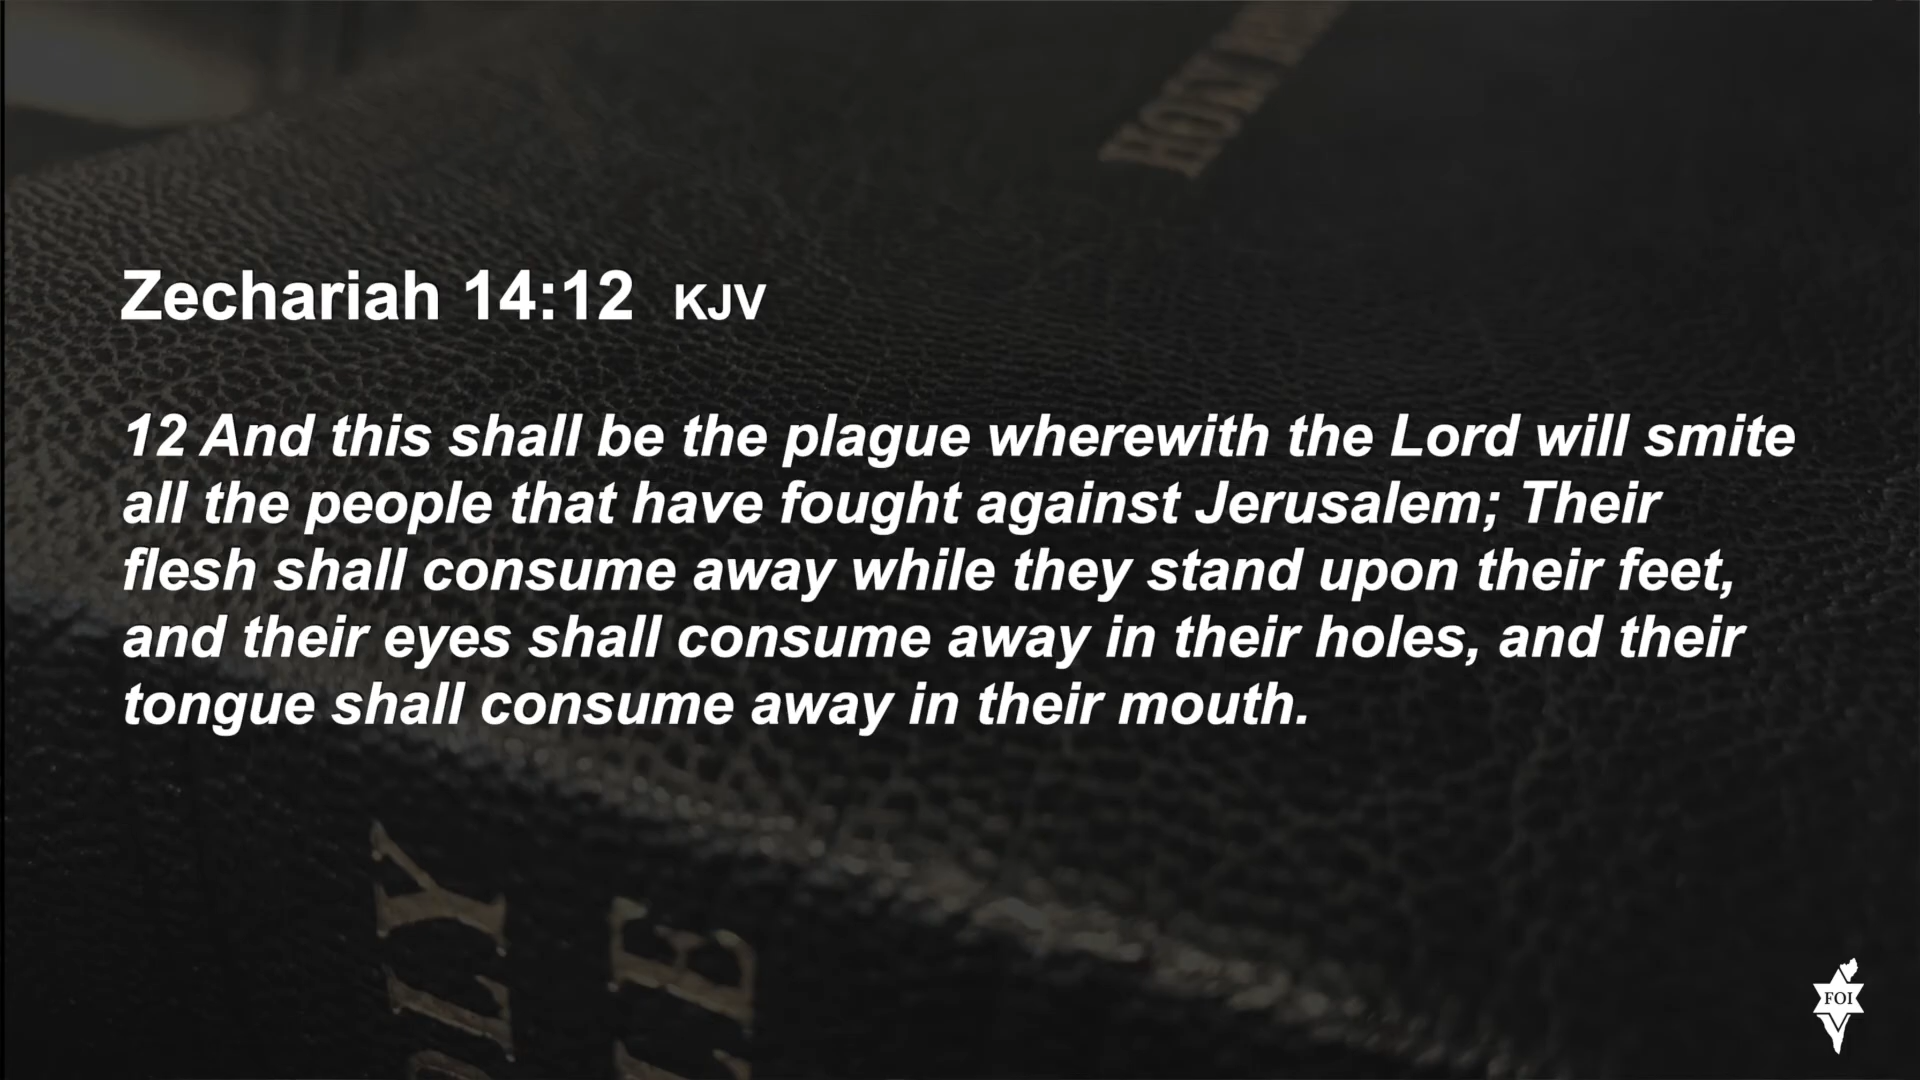 HOLY
Zechariah 14:12 KJV
12 And this shall be the plague wherewith the Lord will smite
all the people that have fought against Jerusalem; Their
flesh shall consume away while they stand upon their feet,
and their eyes shall consume away in their holes, and their
tongue shall consume away in their mouth.
FOI